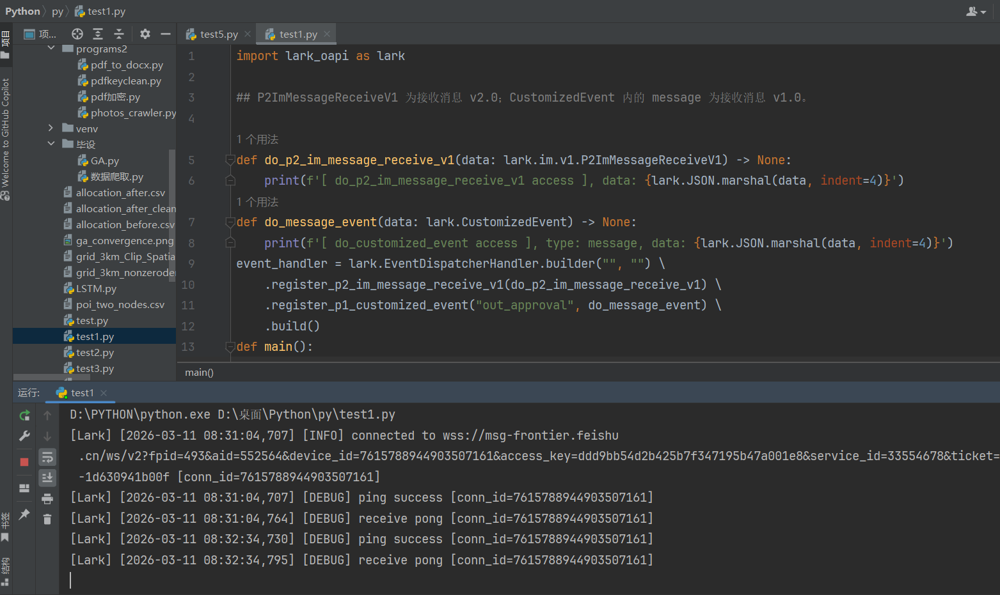 Python 〉 py 〉 test1.py
项目
Welcome to GitHub Copilot
书签
结构
项...
programs2
pdf_to_docx.py
pdfkeyclean.py
pdf加密.py
photos_crawler.py
venv
毕设
GA.py
数据爬取.py
allocation_after.csv
allocation_after_clean
allocation_before.csv
ga_convergence.png
grid_3km_Clip_Spatia
grid_3km_nonzeroder
LSTM.py
poi_two_nodes.csv
test.py
test1.py
test2.py
test3.py
test5.py test1.py
1 import lark_oapi as lark
2
3 ## P2ImMessageReceiveV1 为接收消息 v2.0；CustomizedEvent 内的 message 为接收消息 v1.0。
4
1 个用法
5 def do_p2_im_message_receive_v1(data: lark.im.v1.P2ImMessageReceiveV1) -> None:
6 print(f'[ do_p2_im_message_receive_v1 access ], data: {lark.JSON.marshal(data, indent=4)}')
1 个用法
7 def do_message_event(data: lark.CustomizedEvent) -> None:
8 print(f'[ do_customized_event access ], type: message, data: {lark.JSON.marshal(data, indent=4)}')
9 event_handler = lark.EventDispatcherHandler.builder("", "") \
10 .register_p2_im_message_receive_v1(do_p2_im_message_receive_v1) \
11 .register_p1_customized_event("out_approval", do_message_event) \
12 .build()
13 def main():
main()
运行: test1
D:\PYTHON\python.exe D:\桌面\Python\py\test1.py
[Lark] [2026-03-11 08:31:04,707] [INFO] connected to wss://msg-frontier.feishu
.cn/ws/v2?fpid=493&aid=552564&device_id=7615788944903507161&access_key=ddd9bb54d2b425b7f347195b47a001e8&service_id=33554678&ticket=
-1d630941b00f [conn_id=7615788944903507161]
[Lark] [2026-03-11 08:31:04,707] [DEBUG] ping success [conn_id=7615788944903507161]
[Lark] [2026-03-11 08:31:04,764] [DEBUG] receive pong [conn_id=7615788944903507161]
[Lark] [2026-03-11 08:32:34,730] [DEBUG] ping success [conn_id=7615788944903507161]
[Lark] [2026-03-11 08:32:34,795] [DEBUG] receive pong [conn_id=7615788944903507161]